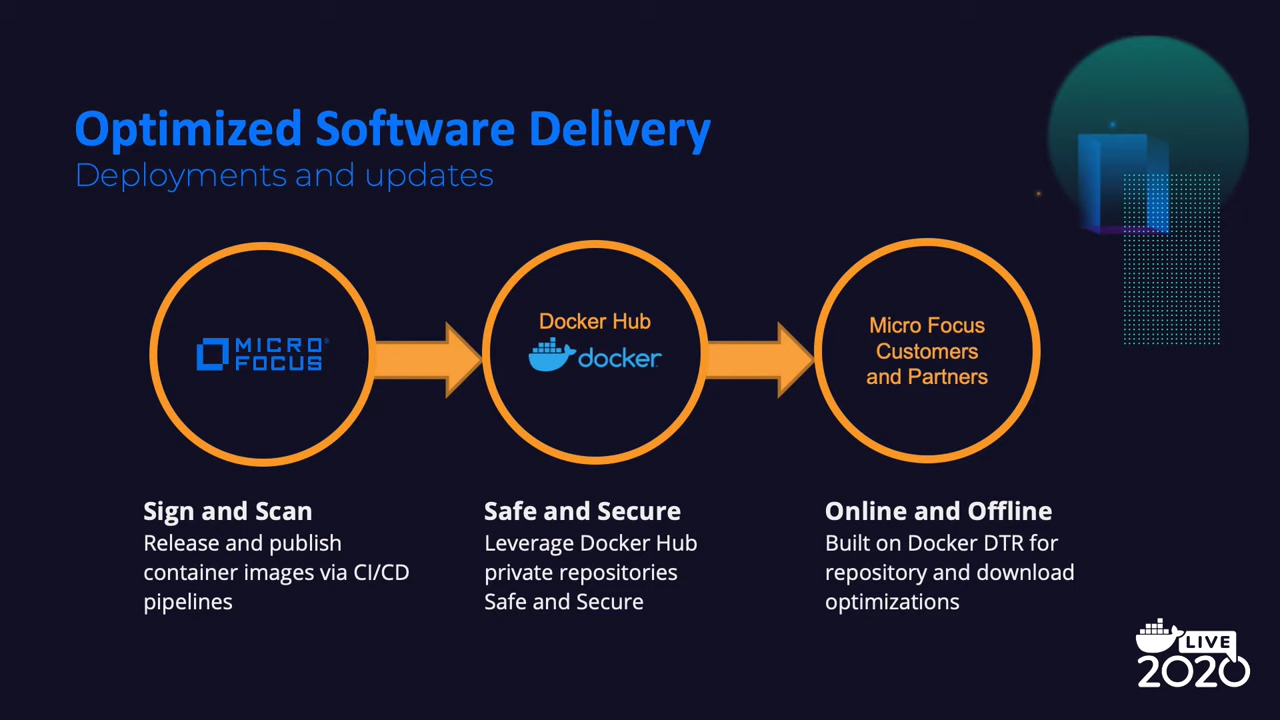 Optimized Software Delivery
Deployments and updates
MICRO
FOCUS®
Docker Hub
docker
Micro Focus
Customers
and Partners
Sign and Scan
Release and publish
container images via CI/CD
pipelines
Safe and Secure
Leverage Docker Hub
private repositories
Safe and Secure
Online and Offline
Built on Docker DTR for
repository and download
optimizations
LIVE
2020